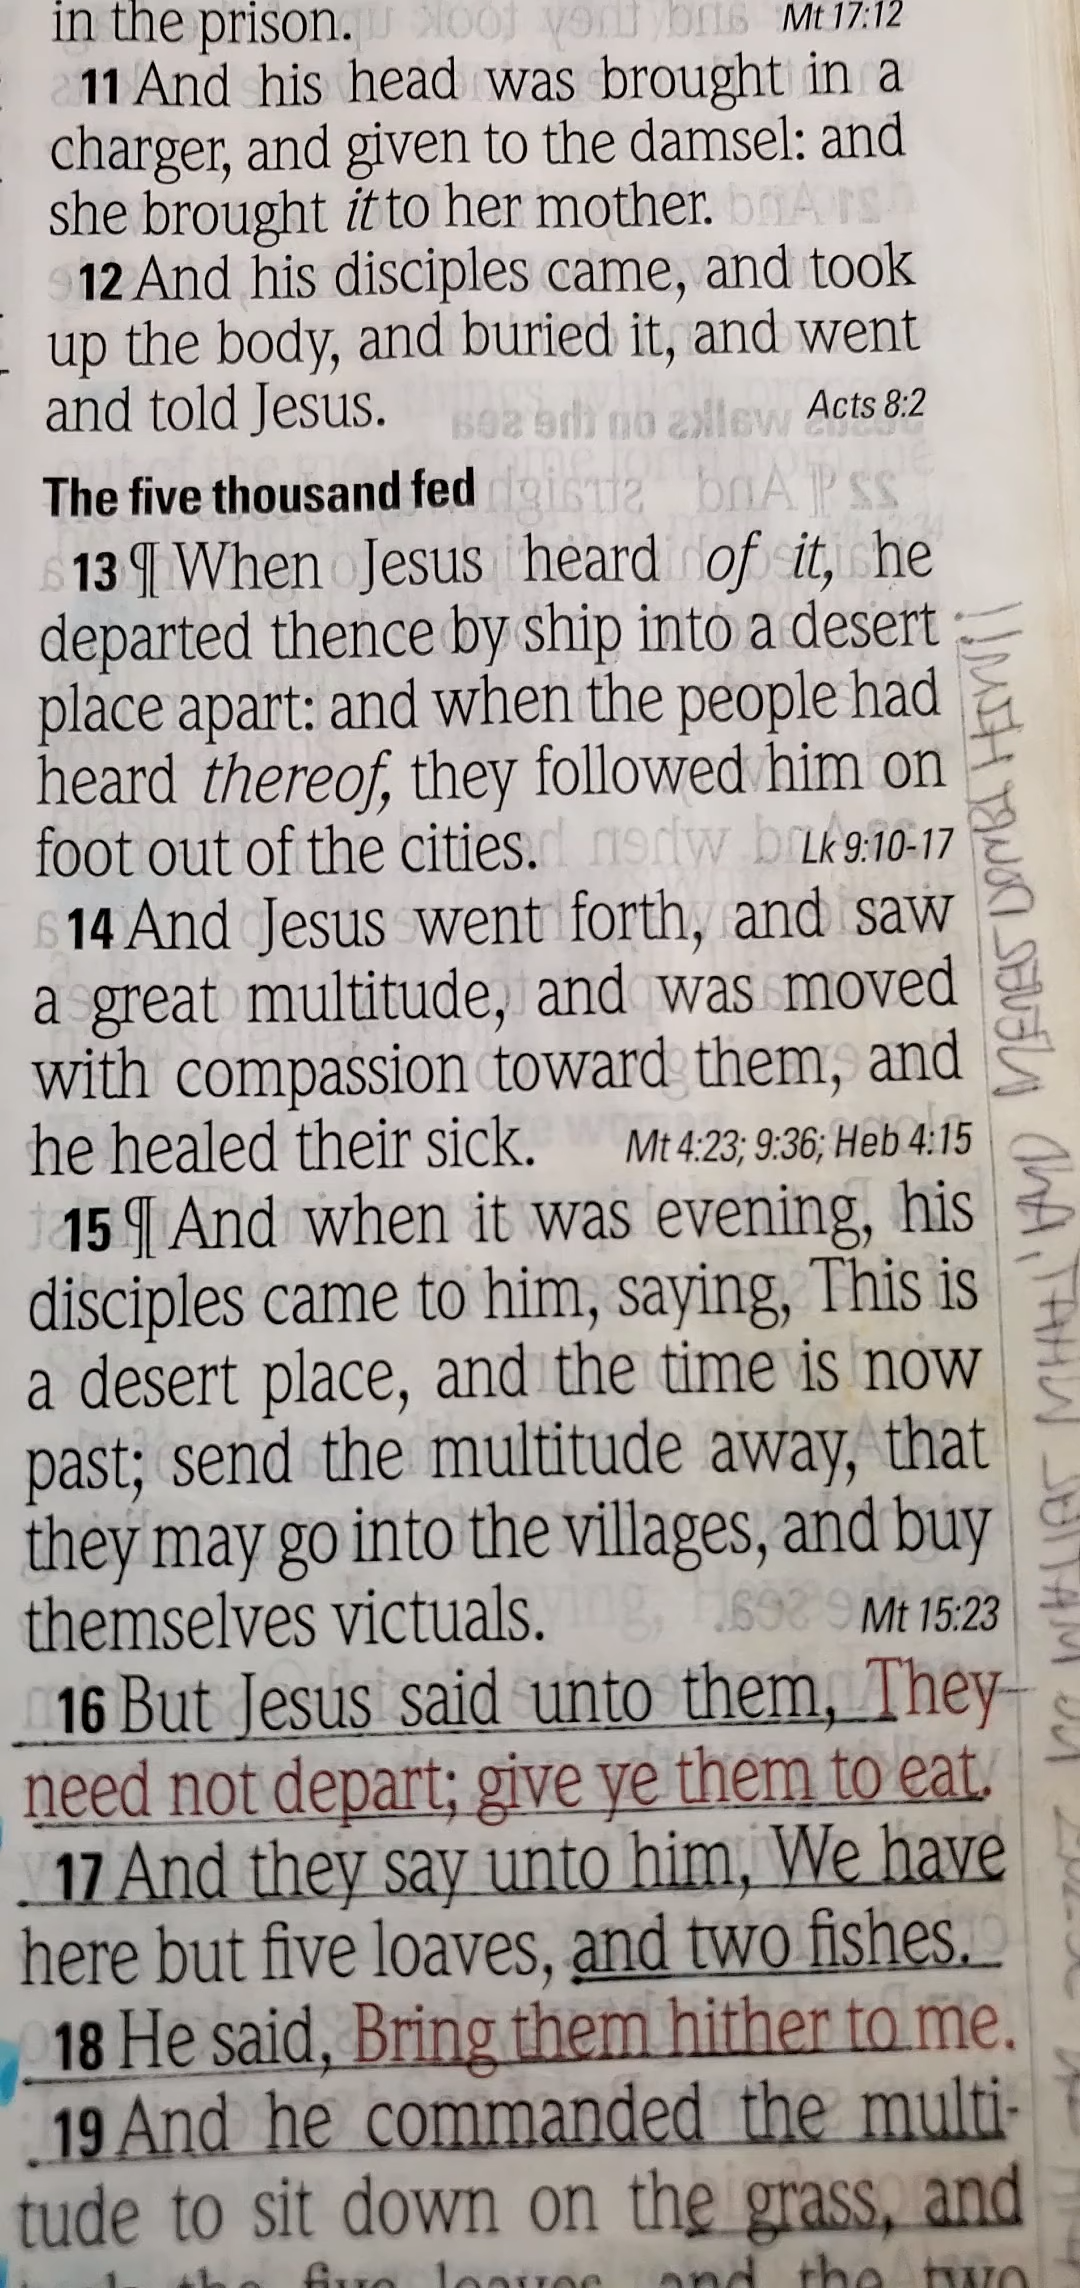 in the prison. Mt 17:12
11 And his head was brought in a
charger, and given to the damsel: and
she brought it to her mother.
12 And his disciples came, and took
up the body, and buried it, and went
and told Jesus. Acts 8:2
The five thousand fed
13 ¶ When Jesus heard of it, he
departed thence by ship into a desert
place apart: and when the people had
heard thereof, they followed him on
foot out of the cities. Lk 9:10-17
14 And Jesus went forth, and saw
a great multitude, and was moved
with compassion toward them, and
he healed their sick. Mt 4:23; 9:36; Heb 4:15
15 ¶ And when it was evening, his
disciples came to him, saying, This is
a desert place, and the time is now
past; send the multitude away, that
they may go into the villages, and buy
themselves victuals. Mt 15:23
16 But Jesus said unto them, They
need not depart; give ye them to eat.
17 And they say unto him, We have
here but five loaves, and two fishes.
18 He said, Bring them hither to me.
19 And he commanded the multi-
tude to sit down on the grass, and
the five loaves, and the two